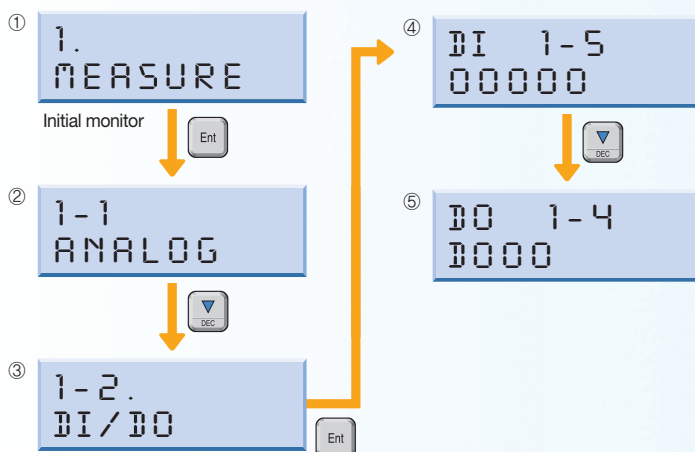 ①
1.
MEASURE
Initial monitor
Ent
②
1-1
ANALOG
DEC
③
1-2.
DI/DO
Ent
④
DI 1-5
00000
DEC
⑤
DO 1-4
D000